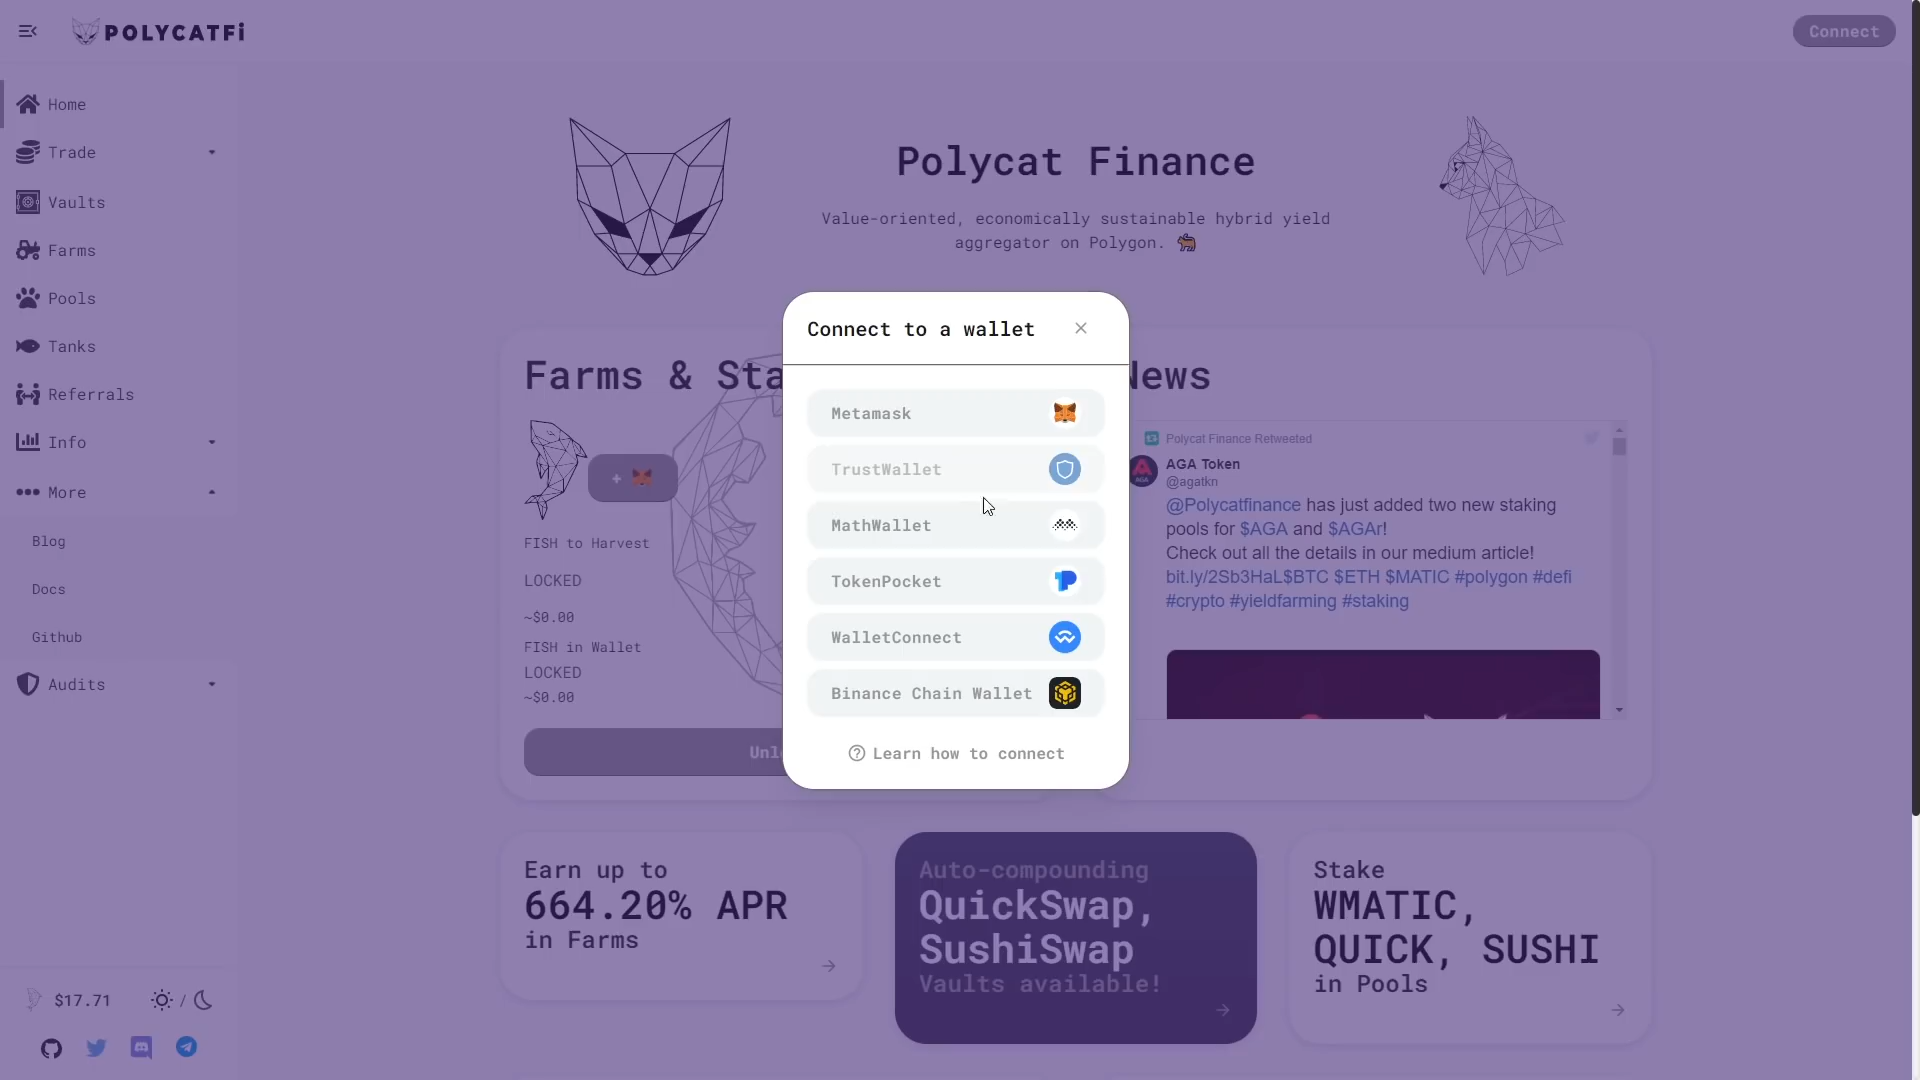 POLYCATFi
Connect
Home
Trade
Vaults
Farms
Pools
Tanks
Referrals
Info
More
Blog
Docs
Github
Audits
$17.71
/
Polycat Finance
Value-oriented, economically sustainable hybrid yield
aggregator on Polygon.
Farms & Sta
+
FISH to Harvest
LOCKED
~$0.00
FISH in Wallet
LOCKED
~$0.00
Unl
Connect to a wallet
Metamask
TrustWallet
MathWallet
TokenPocket
WalletConnect
Binance Chain Wallet
Learn how to connect
News
Polycat Finance Retweeted
AGA Token
@agatkn
@Polycatfinance has just added two new staking
pools for $AGA and $AGAr!
Check out all the details in our medium article!
bit.ly/2Sb3HaL$BTC $ETH $MATIC #polygon #defi
#crypto #yieldfarming #staking
Earn up to
664.20% APR
in Farms
Auto-compounding
QuickSwap,
SushiSwap
Vaults available!
Stake
WMATIC,
QUICK, SUSHI
in Pools